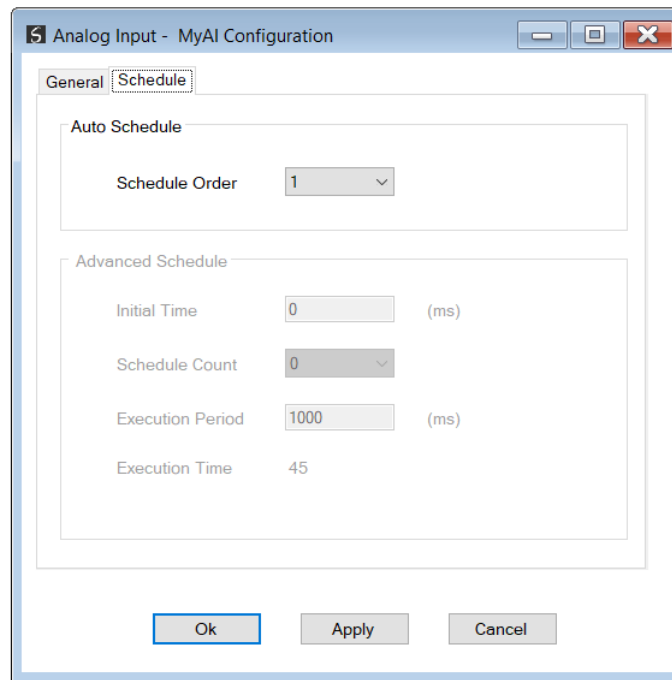 Analog Input - MyAI Configuration
General Schedule
Auto Schedule
Schedule Order 1
Advanced Schedule
Initial Time 0 (ms)
Schedule Count 0
Execution Period 1000 (ms)
Execution Time 45
Ok Apply Cancel